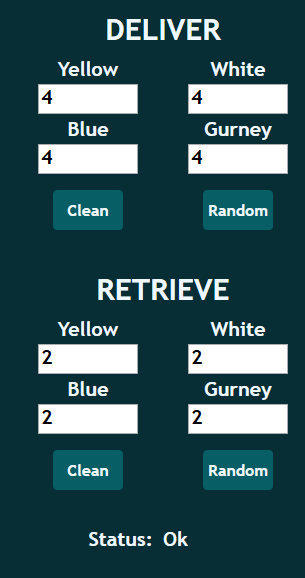 DELIVER
Yellow White
4 4
Blue Gurney
4 4
Clean Random
RETRIEVE
Yellow White
2 2
Blue Gurney
2 2
Clean Random
Status: Ok